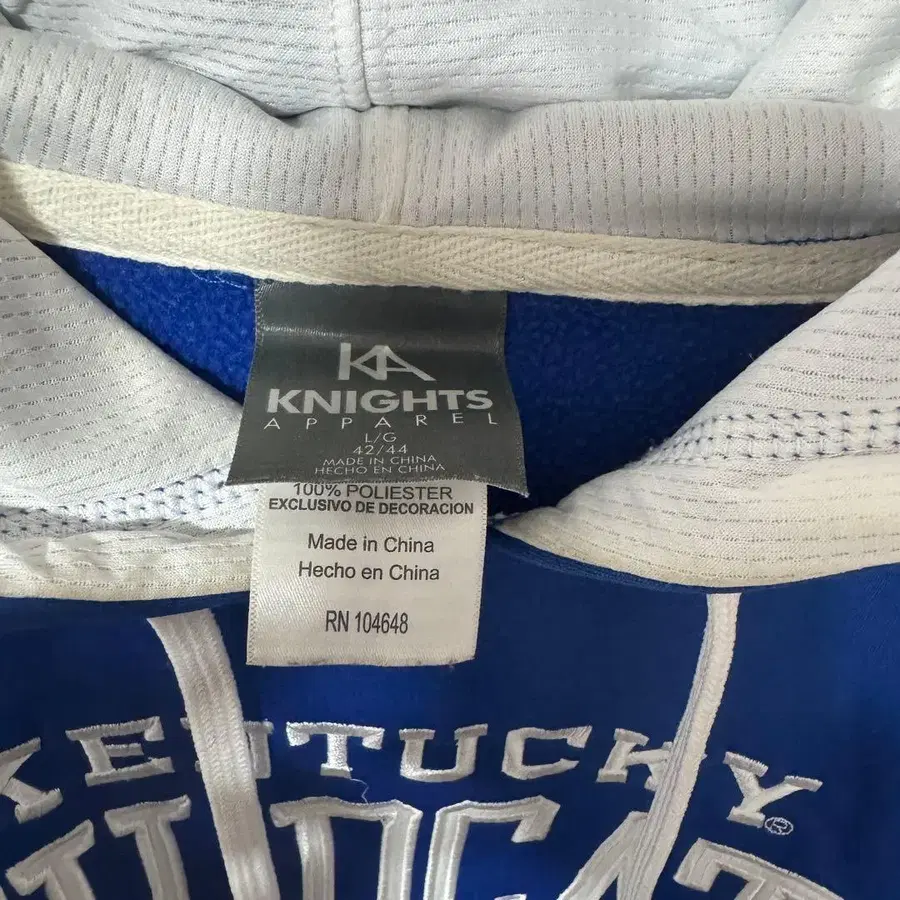 KA
KNIGHTS
APPAREL
L/G
42/44
MADE IN CHINA
HECHO EN CHINA
100% POLIESTER
EXCLUSIVO DE DECORACION
Made in China
Hecho en China
RN 104648
KENTUCKY
WILDCAT